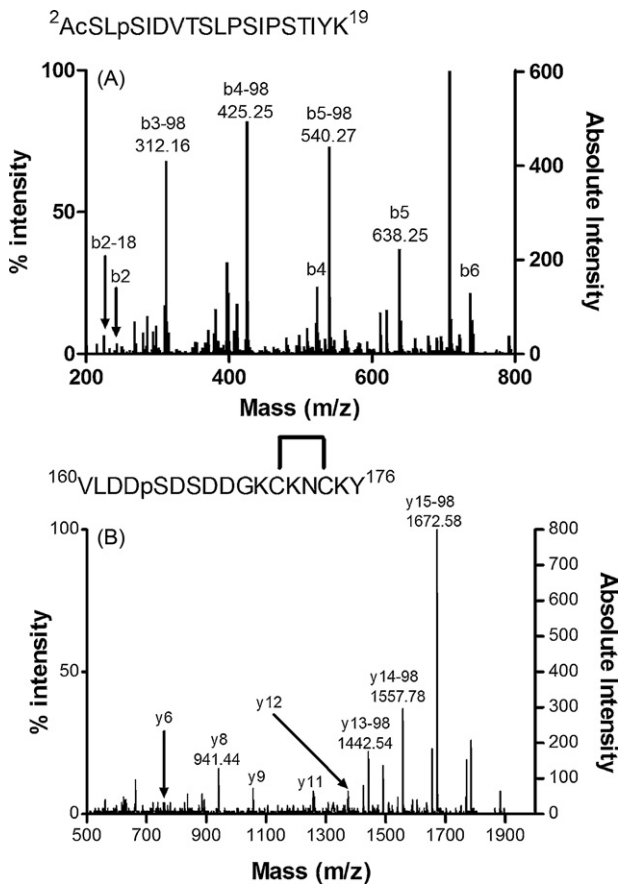 ²AcSLpSIDVTSLPSIPSTIYK¹⁹
(A)
100
50
0
% intensity
600
400
200
0
Absolute Intensity
b2-18
b2
b3-98
312.16
b4-98
425.25
b5-98
540.27
b4
b5
638.25
b6
200 400 600 800
Mass (m/z)
¹⁶⁰VLDDpSDSDDGKCKNCKY¹⁷⁶
(B)
100
50
0
% intensity
800
700
600
500
400
300
200
100
0
Absolute Intensity
y15-98
1672.58
y14-98
1557.78
y13-98
1442.54
y12
y6
y8
941.44
y9
y11
500 700 900 1100 1300 1500 1700 1900
Mass (m/z)